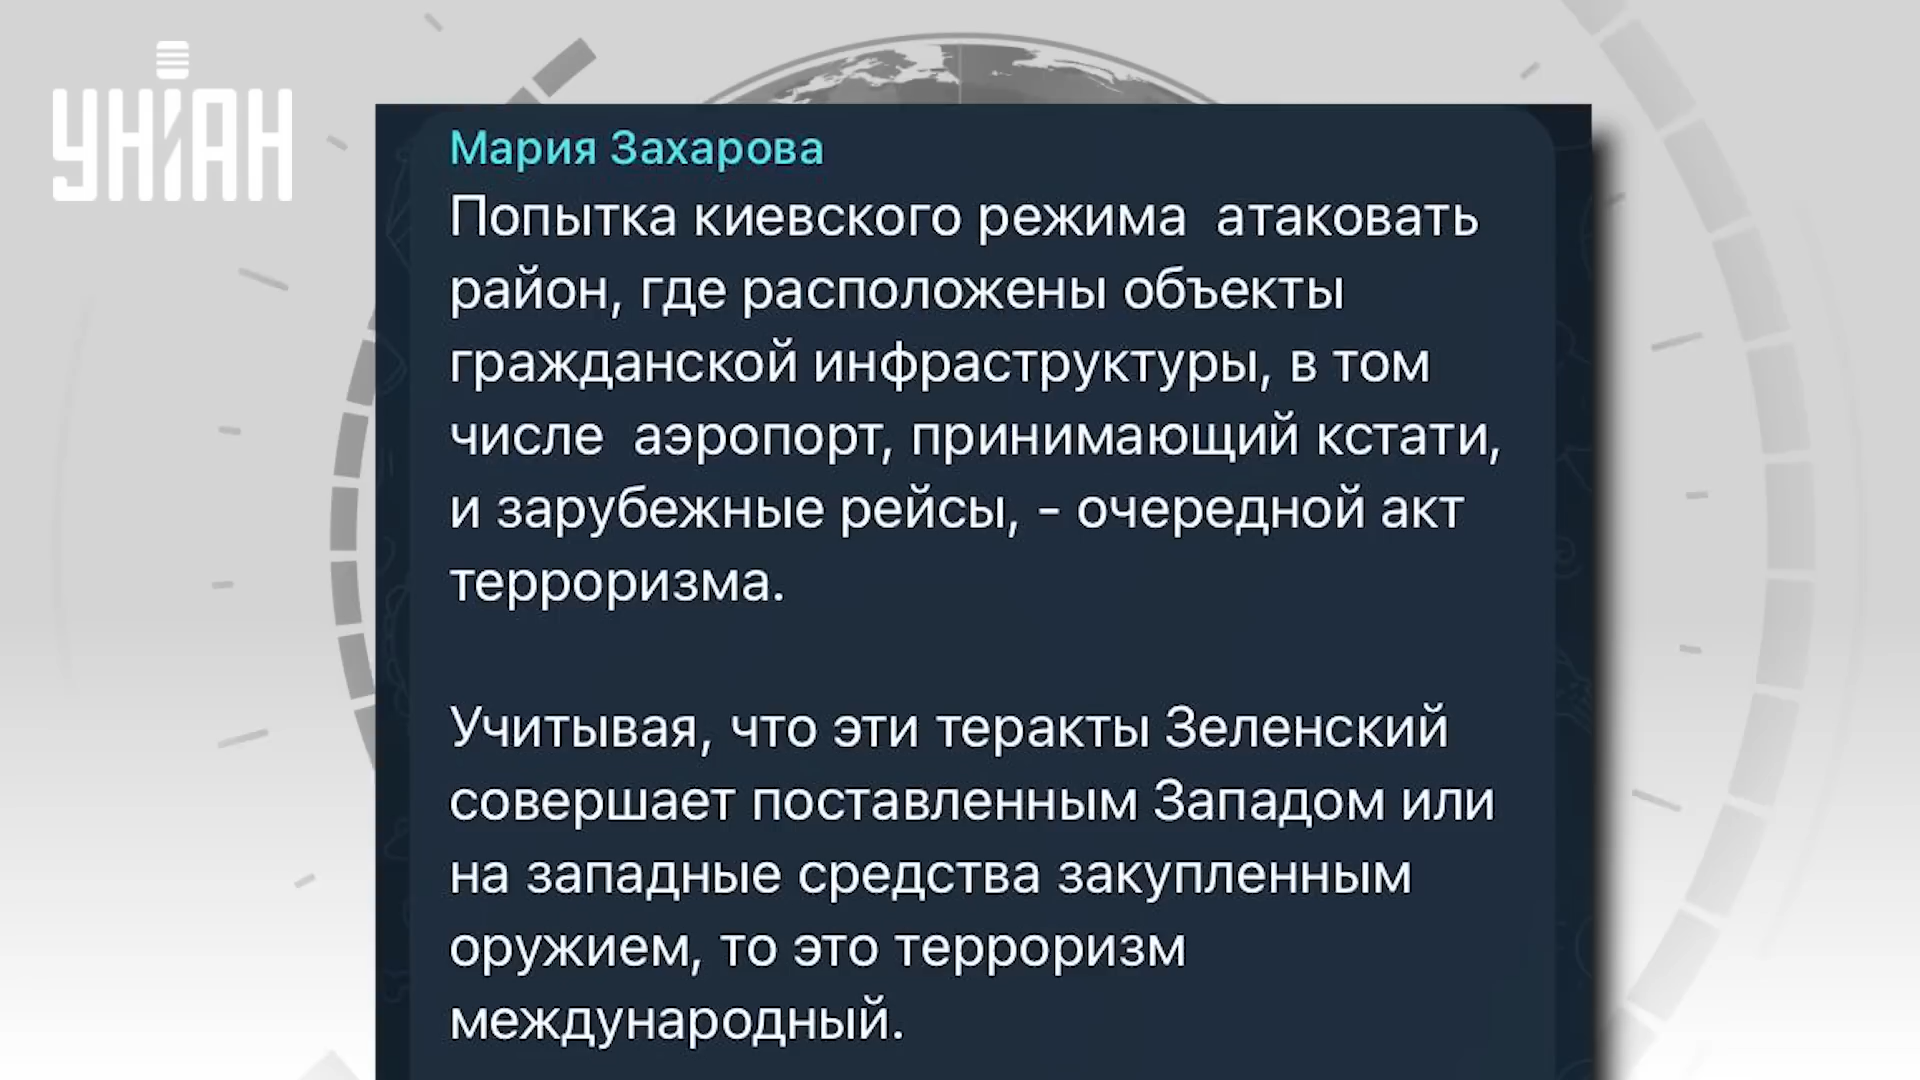 УНІАН
Мария Захарова
Попытка киевского режима  атаковать
район, где расположены объекты
гражданской инфраструктуры, в том
числе  аэропорт, принимающий кстати,
и зарубежные рейсы, - очередной акт
терроризма.
Учитывая, что эти теракты Зеленский
совершает поставленным Западом или
на западные средства закупленным
оружием, то это терроризм
международный.